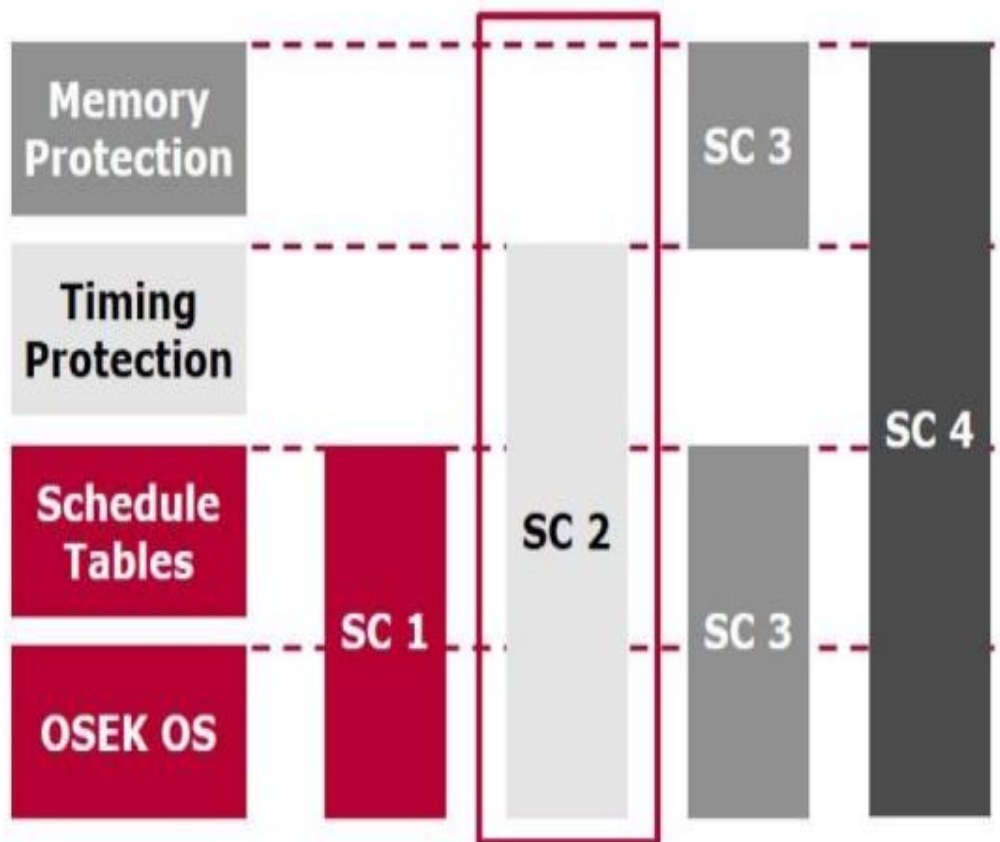 Memory
Protection
SC 3
Timing
Protection
SC 4
Schedule
Tables
SC 2
SC 1
SC 3
OSEK OS